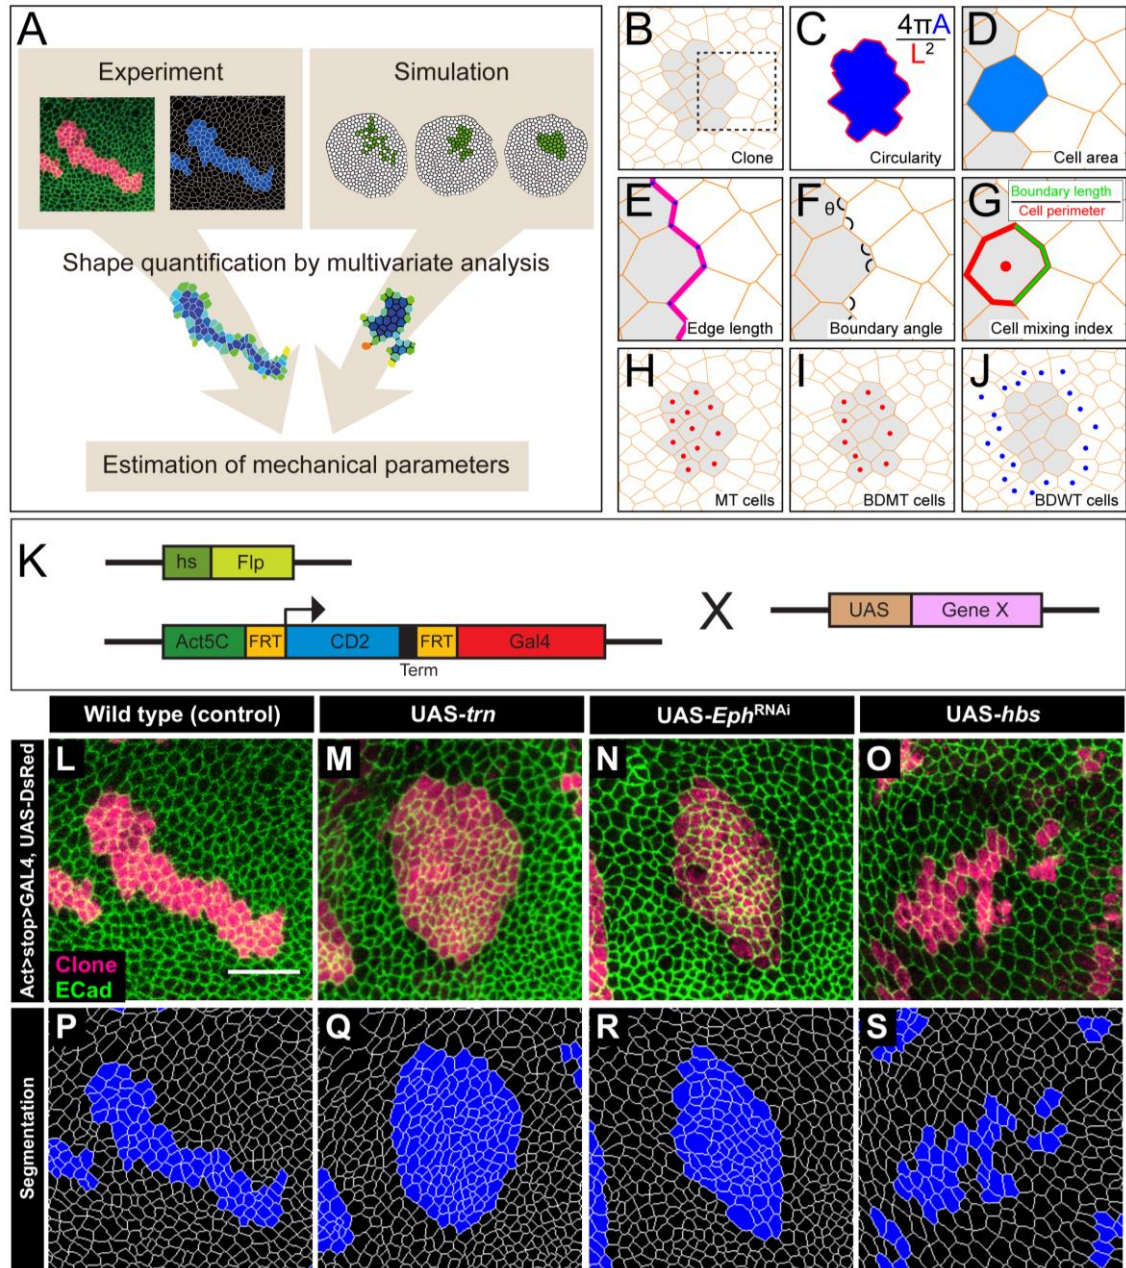 A
Experiment
Simulation
Shape quantification by multivariate analysis
Estimation of mechanical parameters
B
Clone
C
4πA
L²
Circularity
D
Cell area
E
Edge length
F
θ
Boundary angle
G
Boundary length
Cell perimeter
Cell mixing index
H
MT cells
I
BDMT cells
J
BDWT cells
K
hs Flp
Act5C FRT CD2 FRT Gal4
Term
X
UAS Gene X
Wild type (control)
UAS-trn
UAS-Eph^RNAi
UAS-hbs
Act>stop>GAL4, UAS-DsRed
L
Clone
ECad
M
N
O
Segmentation
P
Q
R
S